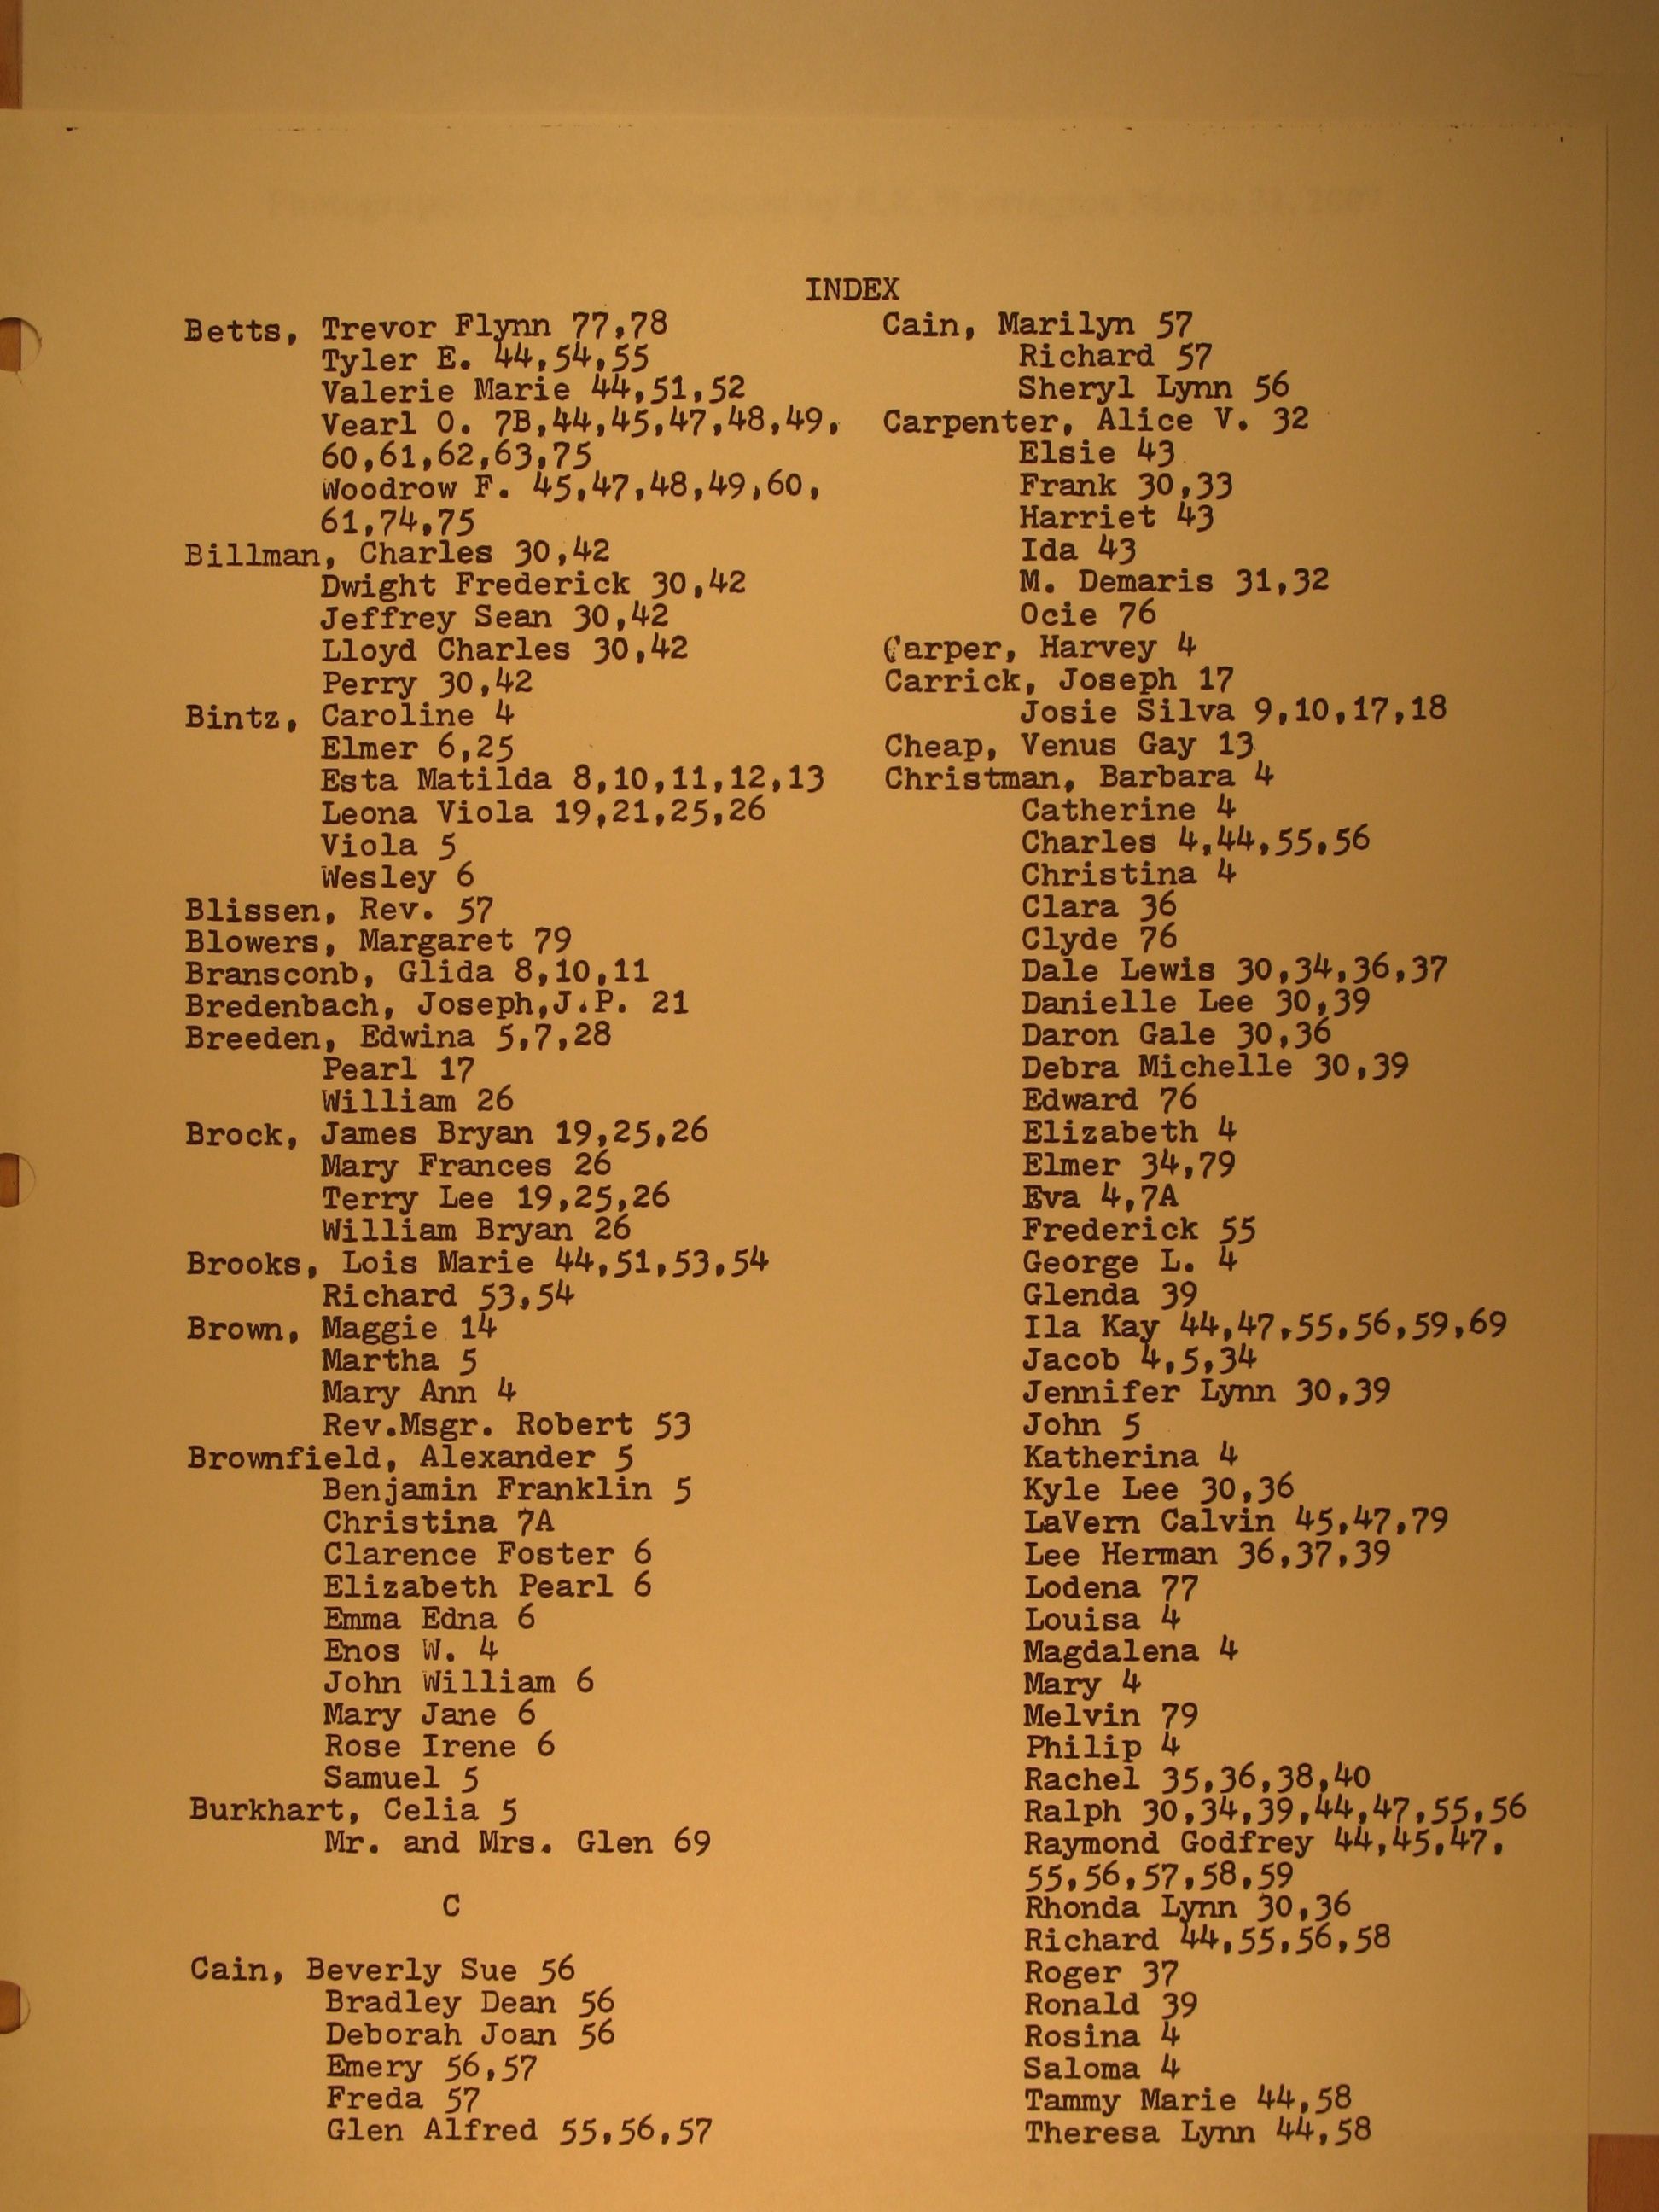 INDEX
Betts, Trevor Flynn 77,78
Tyler E. 44,54,55
Valerie Marie 44,51,52
Vearl O. 7B,44,45,47,48,49,
60,61,62,63,75
Woodrow F. 45,47,48,49,60,
61,74,75
Billman, Charles 30,42
Dwight Frederick 30,42
Jeffrey Sean 30,42
Lloyd Charles 30,42
Perry 30,42
Bintz, Caroline 4
Elmer 6,25
Esta Matilda 8,10,11,12,13
Leona Viola 19,21,25,26
Viola 5
Wesley 6
Blissen, Rev. 57
Blowers, Margaret 79
Bransconb, Glida 8,10,11
Bredenbach, Joseph,J.P. 21
Breeden, Edwina 5,7,28
Pearl 17
William 26
Brock, James Bryan 19,25,26
Mary Frances 26
Terry Lee 19,25,26
William Bryan 26
Brooks, Lois Marie 44,51,53,54
Richard 53,54
Brown, Maggie 14
Martha 5
Mary Ann 4
Rev.Msgr. Robert 53
Brownfield, Alexander 5
Benjamin Franklin 5
Christina 7A
Clarence Foster 6
Elizabeth Pearl 6
Emma Edna 6
Enos W. 4
John William 6
Mary Jane 6
Rose Irene 6
Samuel 5
Burkhart, Celia 5
Mr. and Mrs. Glen 69
C
Cain, Beverly Sue 56
Bradley Dean 56
Deborah Joan 56
Emery 56,57
Freda 57
Glen Alfred 55,56,57
Cain, Marilyn 57
Richard 57
Sheryl Lynn 56
Carpenter, Alice V. 32
Elsie 43
Frank 30,33
Harriet 43
Ida 43
M. Demaris 31,32
Ocie 76
Carper, Harvey 4
Carrick, Joseph 17
Josie Silva 9,10,17,18
Cheap, Venus Gay 13
Christman, Barbara 4
Catherine 4
Charles 4,44,55,56
Christina 4
Clara 36
Clyde 76
Dale Lewis 30,34,36,37
Danielle Lee 30,39
Daron Gale 30,36
Debra Michelle 30,39
Edward 76
Elizabeth 4
Elmer 34,79
Eva 4,7A
Frederick 55
George L. 4
Glenda 39
Ila Kay 44,47,55,56,59,69
Jacob 4,5,34
Jennifer Lynn 30,39
John 5
Katherina 4
Kyle Lee 30,36
LaVern Calvin 45,47,79
Lee Herman 36,37,39
Lodena 77
Louisa 4
Magdalena 4
Mary 4
Melvin 79
Philip 4
Rachel 35,36,38,40
Ralph 30,34,39,44,47,55,56
Raymond Godfrey 44,45,47,
55,56,57,58,59
Rhonda Lynn 30,36
Richard 44,55,56,58
Roger 37
Ronald 39
Rosina 4
Saloma 4
Tammy Marie 44,58
Theresa Lynn 44,58